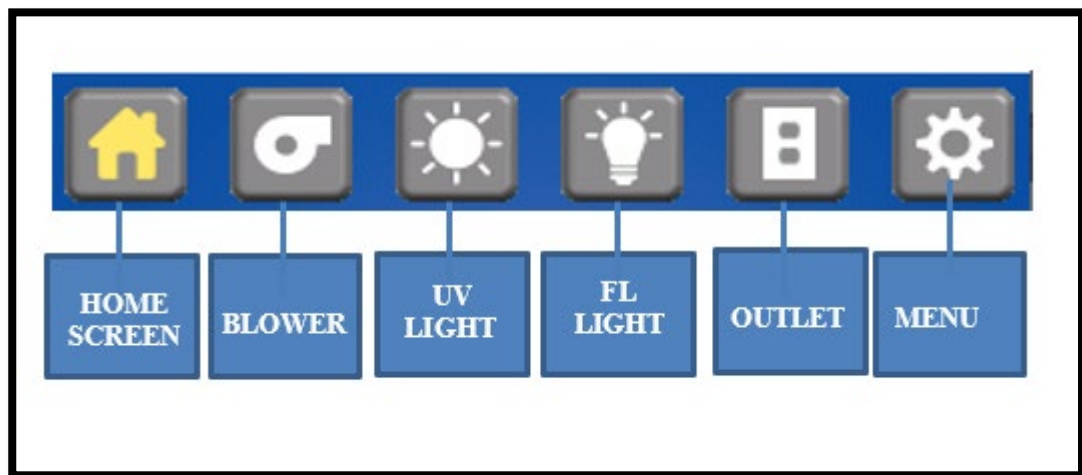 HOME
SCREEN
BLOWER
UV
LIGHT
FL
LIGHT
OUTLET
MENU